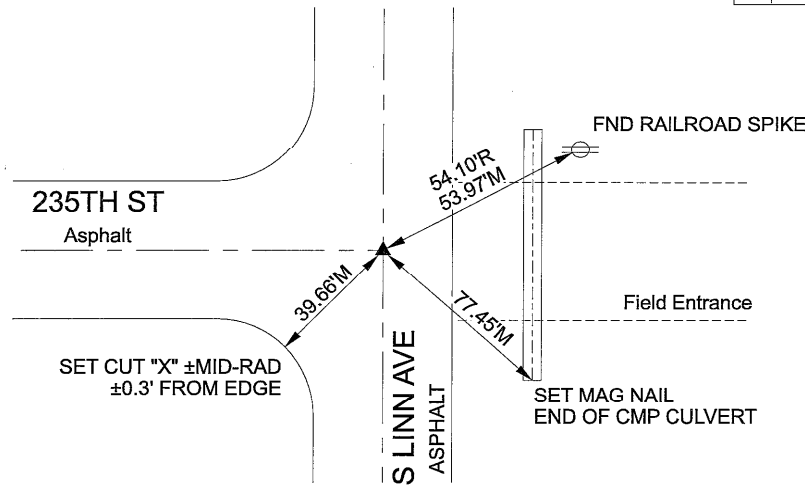 FND RAILROAD SPIKE
54.10'R
53.97'M
235TH ST
Asphalt
39.66'M
77.45'M
Field Entrance
SET CUT "X" ±MID-RAD
±0.3' FROM EDGE
S LINN AVE
ASPHALT
SET MAG NAIL
END OF CMP CULVERT